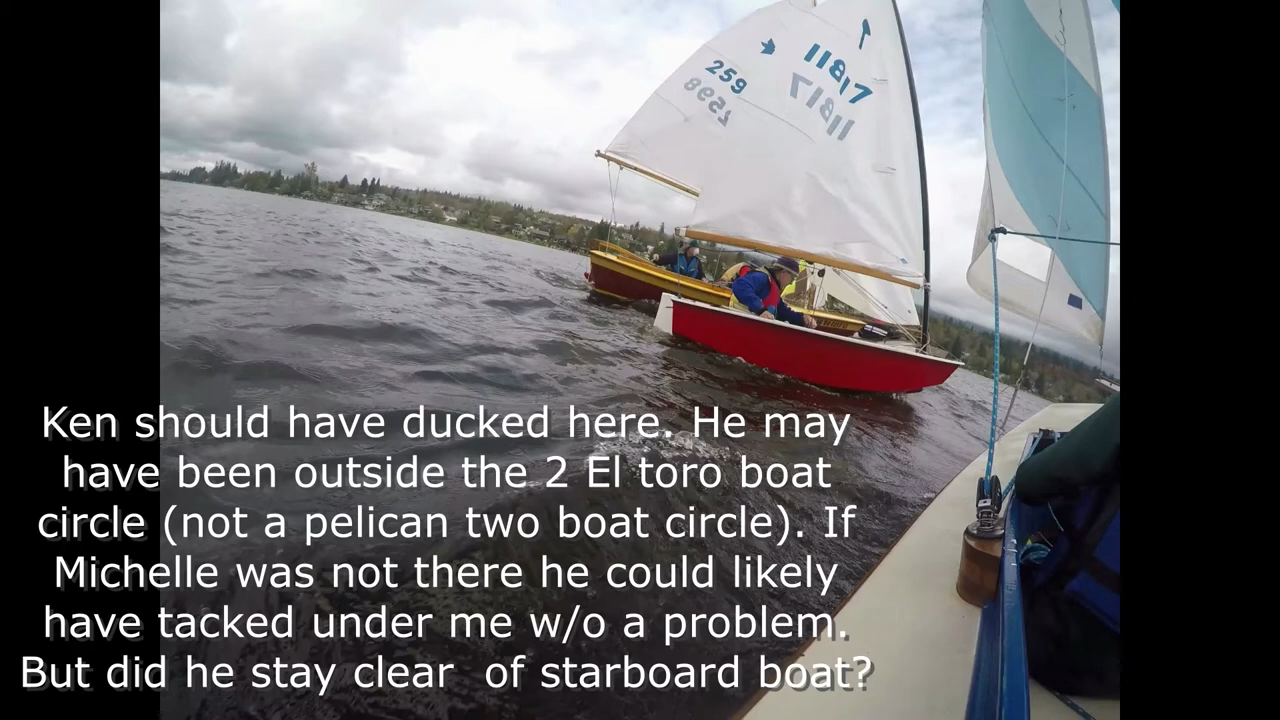 11817
259
Ken should have ducked here. He may
have been outside the 2 El toro boat
circle (not a pelican two boat circle). If
Michelle was not there he could likely
have tacked under me w/o a problem.
But did he stay clear  of starboard boat?